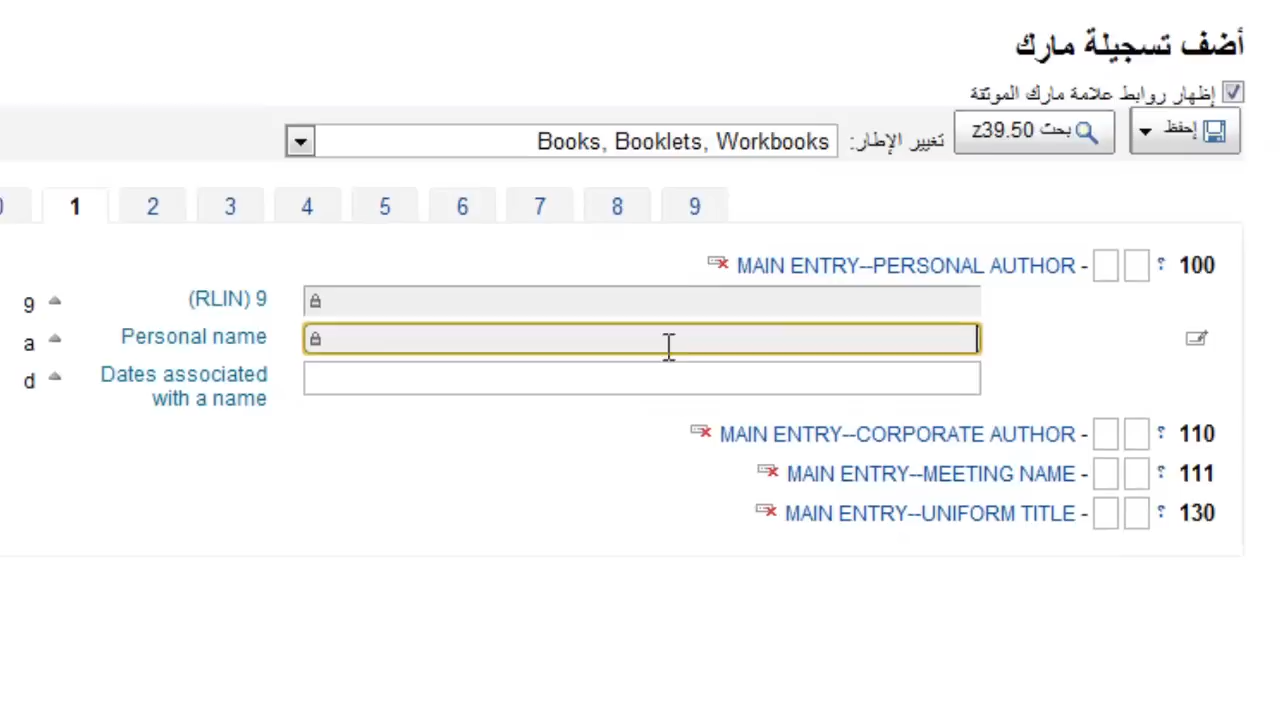 أضف تسجيلة مارك
إظهار روابط علامة مارك الموثقة
إحفظ
بحث z39.50
تغيير الإطار:
Books, Booklets, Workbooks
0 1 2 3 4 5 6 7 8 9
100 ؟ - MAIN ENTRY--PERSONAL AUTHOR
(RLIN) 9
9
Personal name
a
Dates associated
with a name
d
110 ؟ - MAIN ENTRY--CORPORATE AUTHOR
111 ؟ - MAIN ENTRY--MEETING NAME
130 ؟ - MAIN ENTRY--UNIFORM TITLE